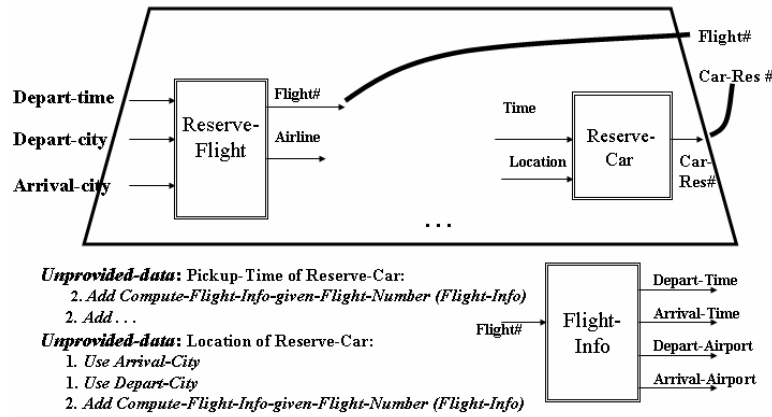 Flight#
Car-Res #
Depart-time
Depart-city
Arrival-city
Reserve-
Flight
Flight#
Airline
Time
Location
Reserve-
Car
Car-
Res#
...
Unprovided-data: Pickup-Time of Reserve-Car:
2. Add Compute-Flight-Info-given-Flight-Number (Flight-Info)
2. Add . . .
Unprovided-data: Location of Reserve-Car:
1. Use Arrival-City
1. Use Depart-City
2. Add Compute-Flight-Info-given-Flight-Number (Flight-Info)
Flight#
Flight-
Info
Depart-Time
Arrival-Time
Depart-Airport
Arrival-Airport